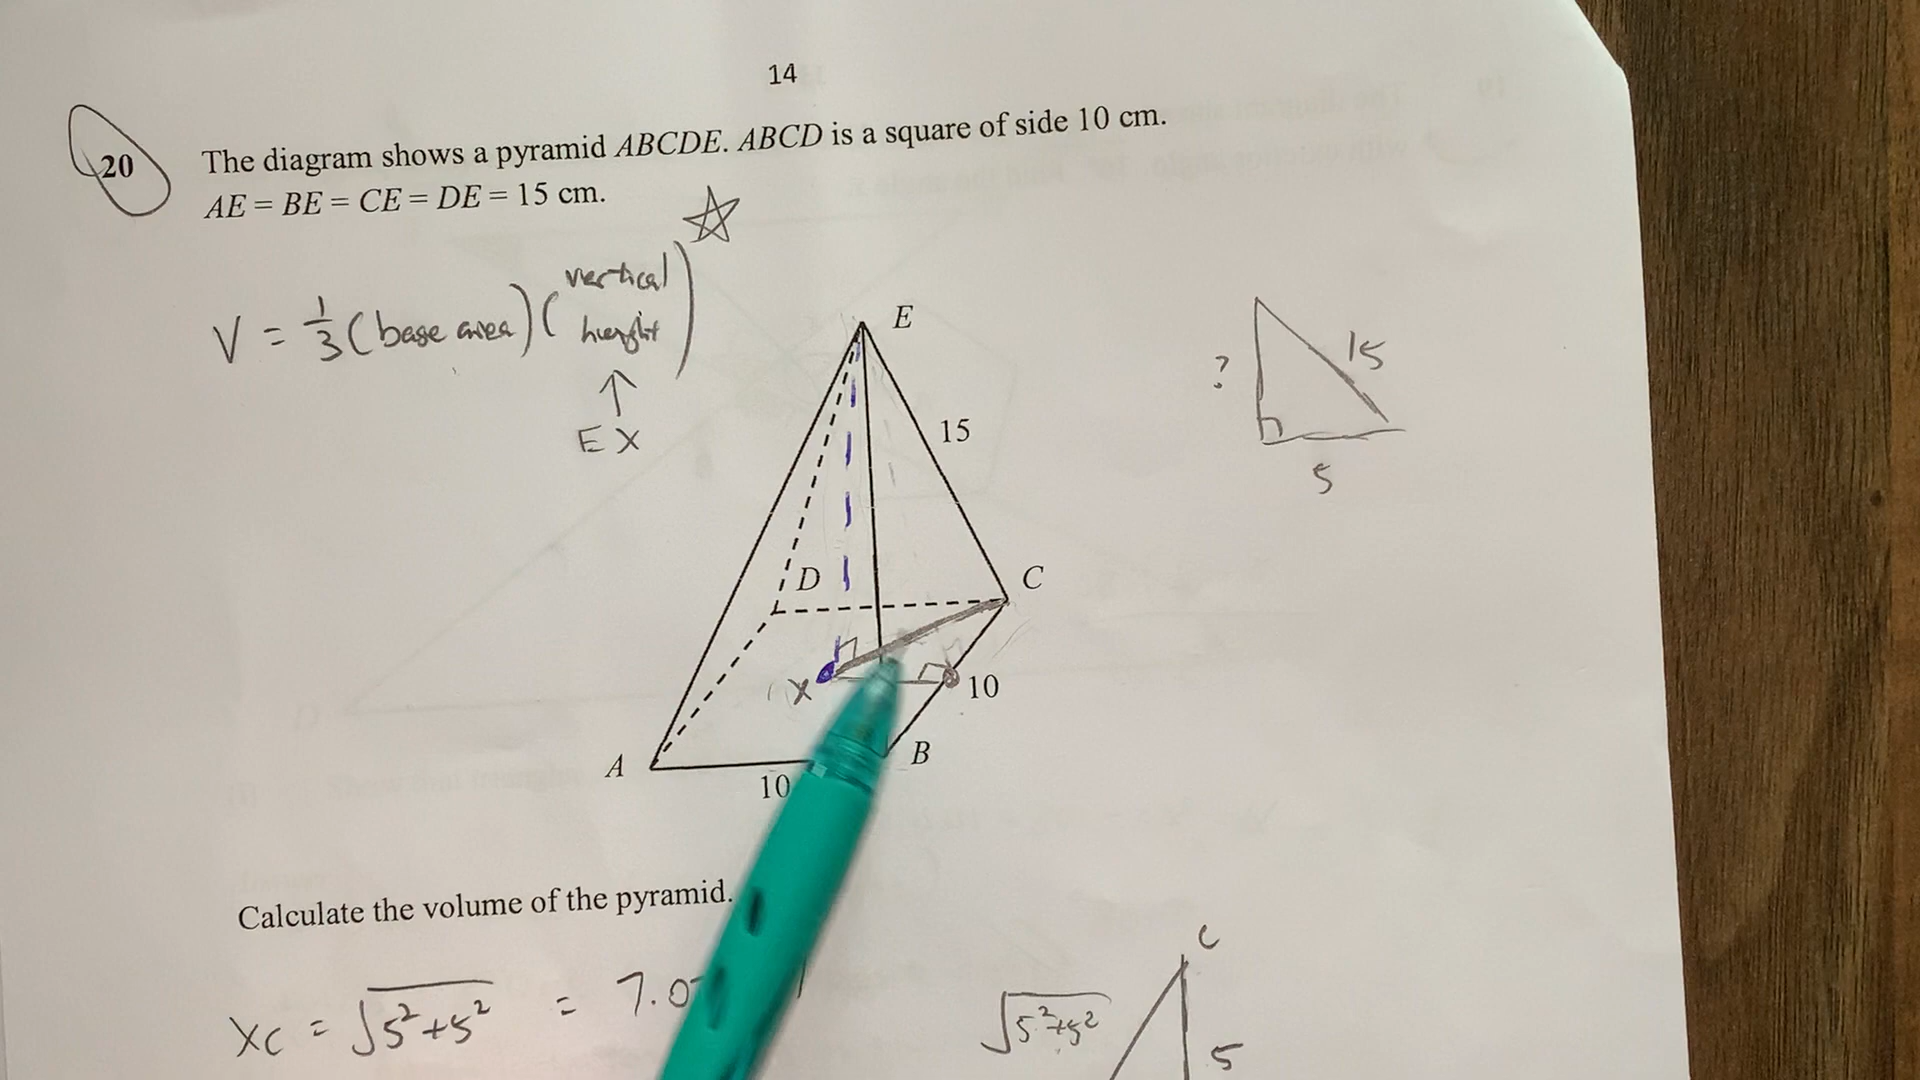 14
20 The diagram shows a pyramid ABCDE. ABCD is a square of side 10 cm.
AE = BE = CE = DE = 15 cm.
V = 1/3 (base area) (vertical
hieght)
↑
EX
E
15
D
C
X
10
B
A
10
?
15
5
Calculate the volume of the pyramid.
XC = √5²+5² = 7.0
C
√5²+5²
5